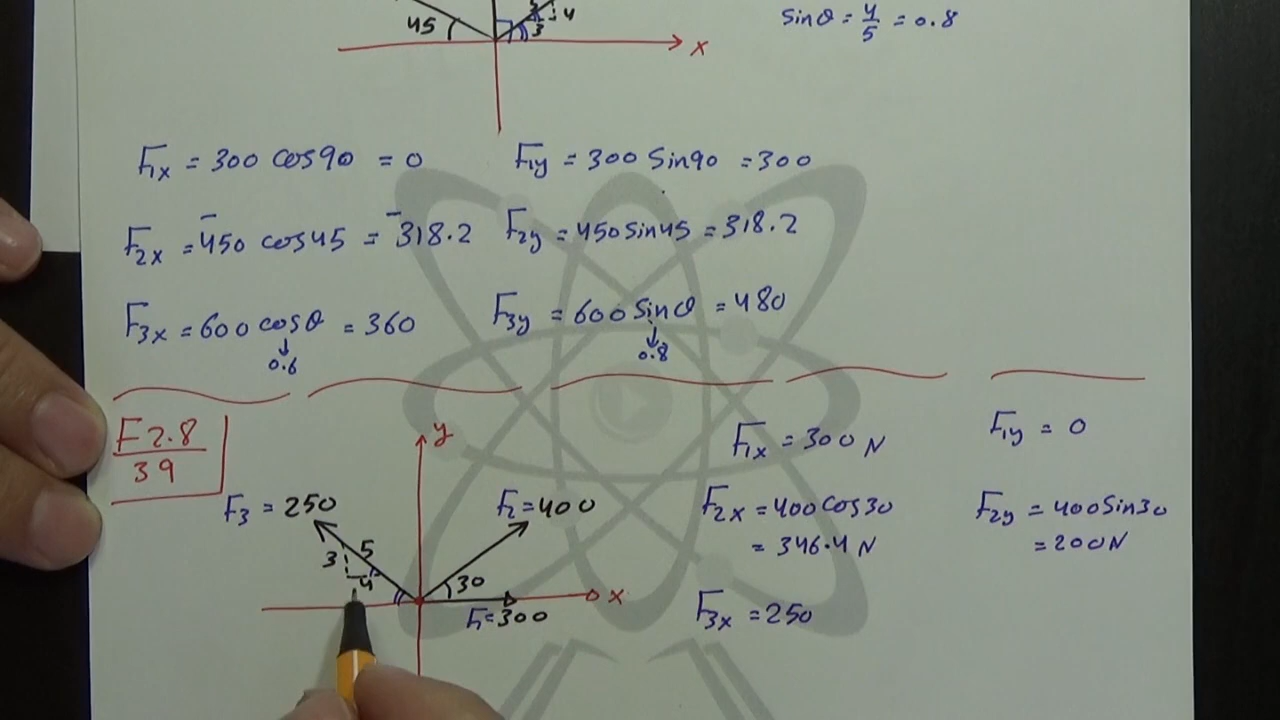 45
3
4
x
sinθ = 4/5 = 0.8
F1x = 300 cos90 = 0
F1y = 300 Sin90 = 300
F2x = -450 cos45 = -318.2
F2y = 450 sin45 = 318.2
F3x = 600 cosθ = 360
0.6
F3y = 600 Sinθ = 480
0.8
F2.8
39
y
F3 = 250
F2 = 400
3
5
4
30
x
F1 = 300
F1x = 300 N
F1y = 0
F2x = 400 Cos30
= 346.4 N
F2y = 400 Sin30
= 200N
F3x = 250